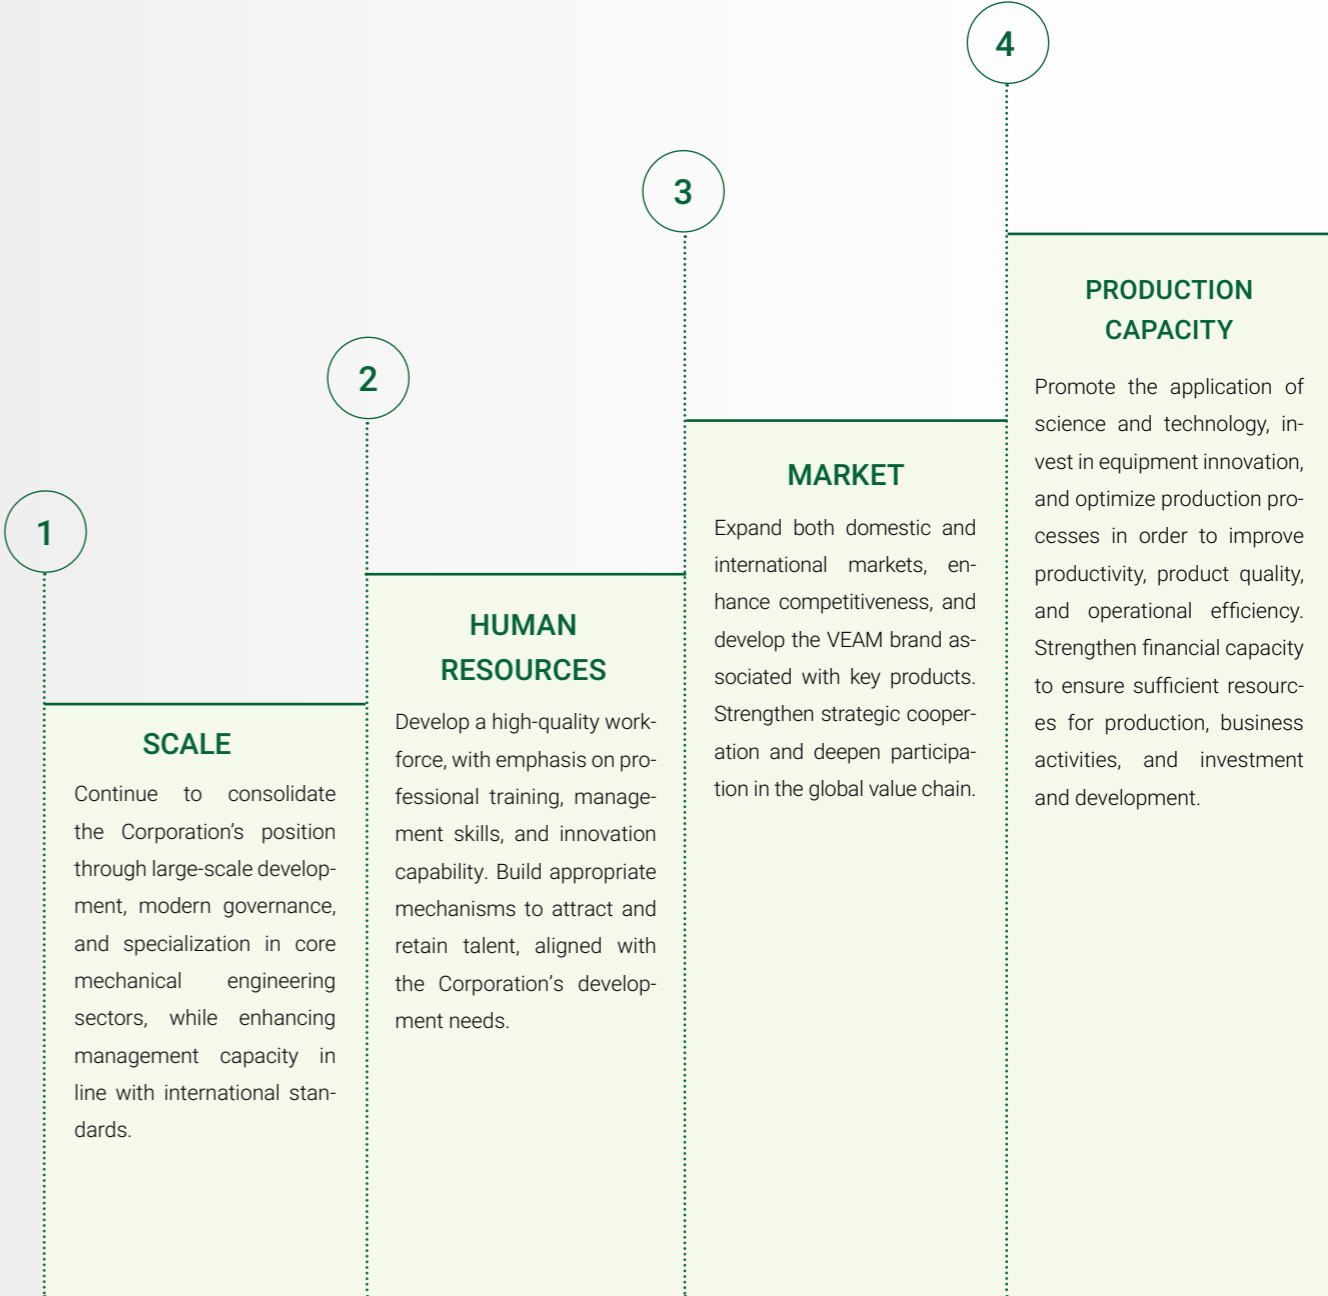 1
SCALE
Continue to consolidate
the Corporation's position
through large-scale develop-
ment, modern governance,
and specialization in core
mechanical engineering
sectors, while enhancing
management capacity in
line with international stan-
dards.
2
HUMAN
RESOURCES
Develop a high-quality work-
force, with emphasis on pro-
fessional training, manage-
ment skills, and innovation
capability. Build appropriate
mechanisms to attract and
retain talent, aligned with
the Corporation's develop-
ment needs.
3
MARKET
Expand both domestic and
international markets, en-
hance competitiveness, and
develop the VEAM brand as-
sociated with key products.
Strengthen strategic cooper-
ation and deepen participa-
tion in the global value chain.
4
PRODUCTION
CAPACITY
Promote the application of
science and technology, in-
vest in equipment innovation,
and optimize production pro-
cesses in order to improve
productivity, product quality,
and operational efficiency.
Strengthen financial capacity
to ensure sufficient resourc-
es for production, business
activities, and investment
and development.